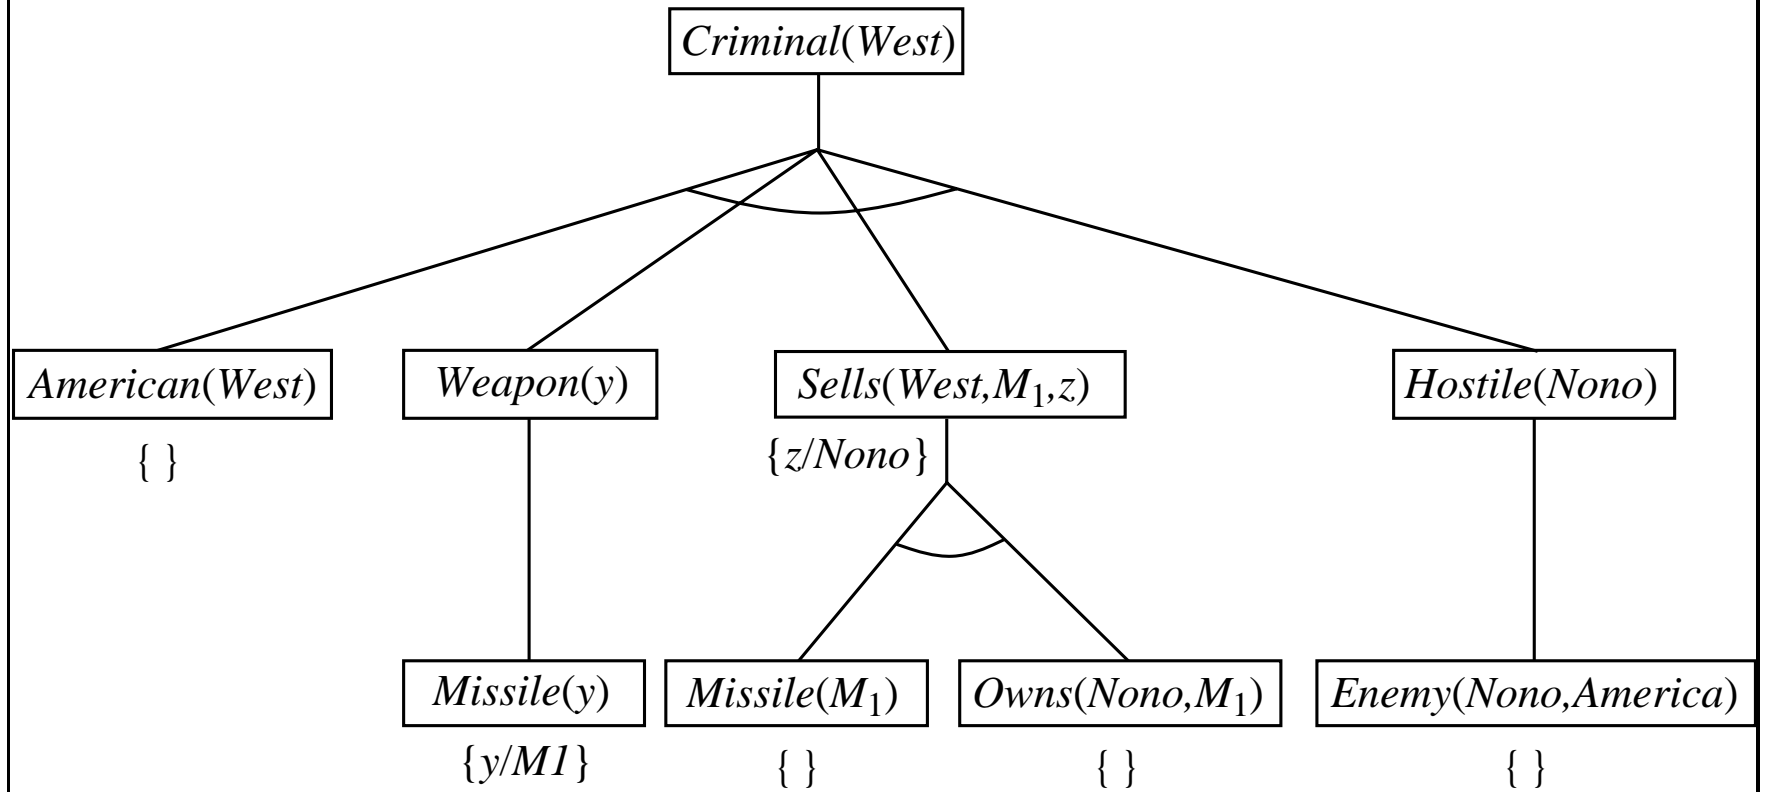 Criminal(West)
American(West) Weapon(y) Sells(West,M1,z) Hostile(Nono)
{ } {z/Nono}
Missile(y) Missile(M1) Owns(Nono,M1) Enemy(Nono,America)
{y/M1} { } { } { }